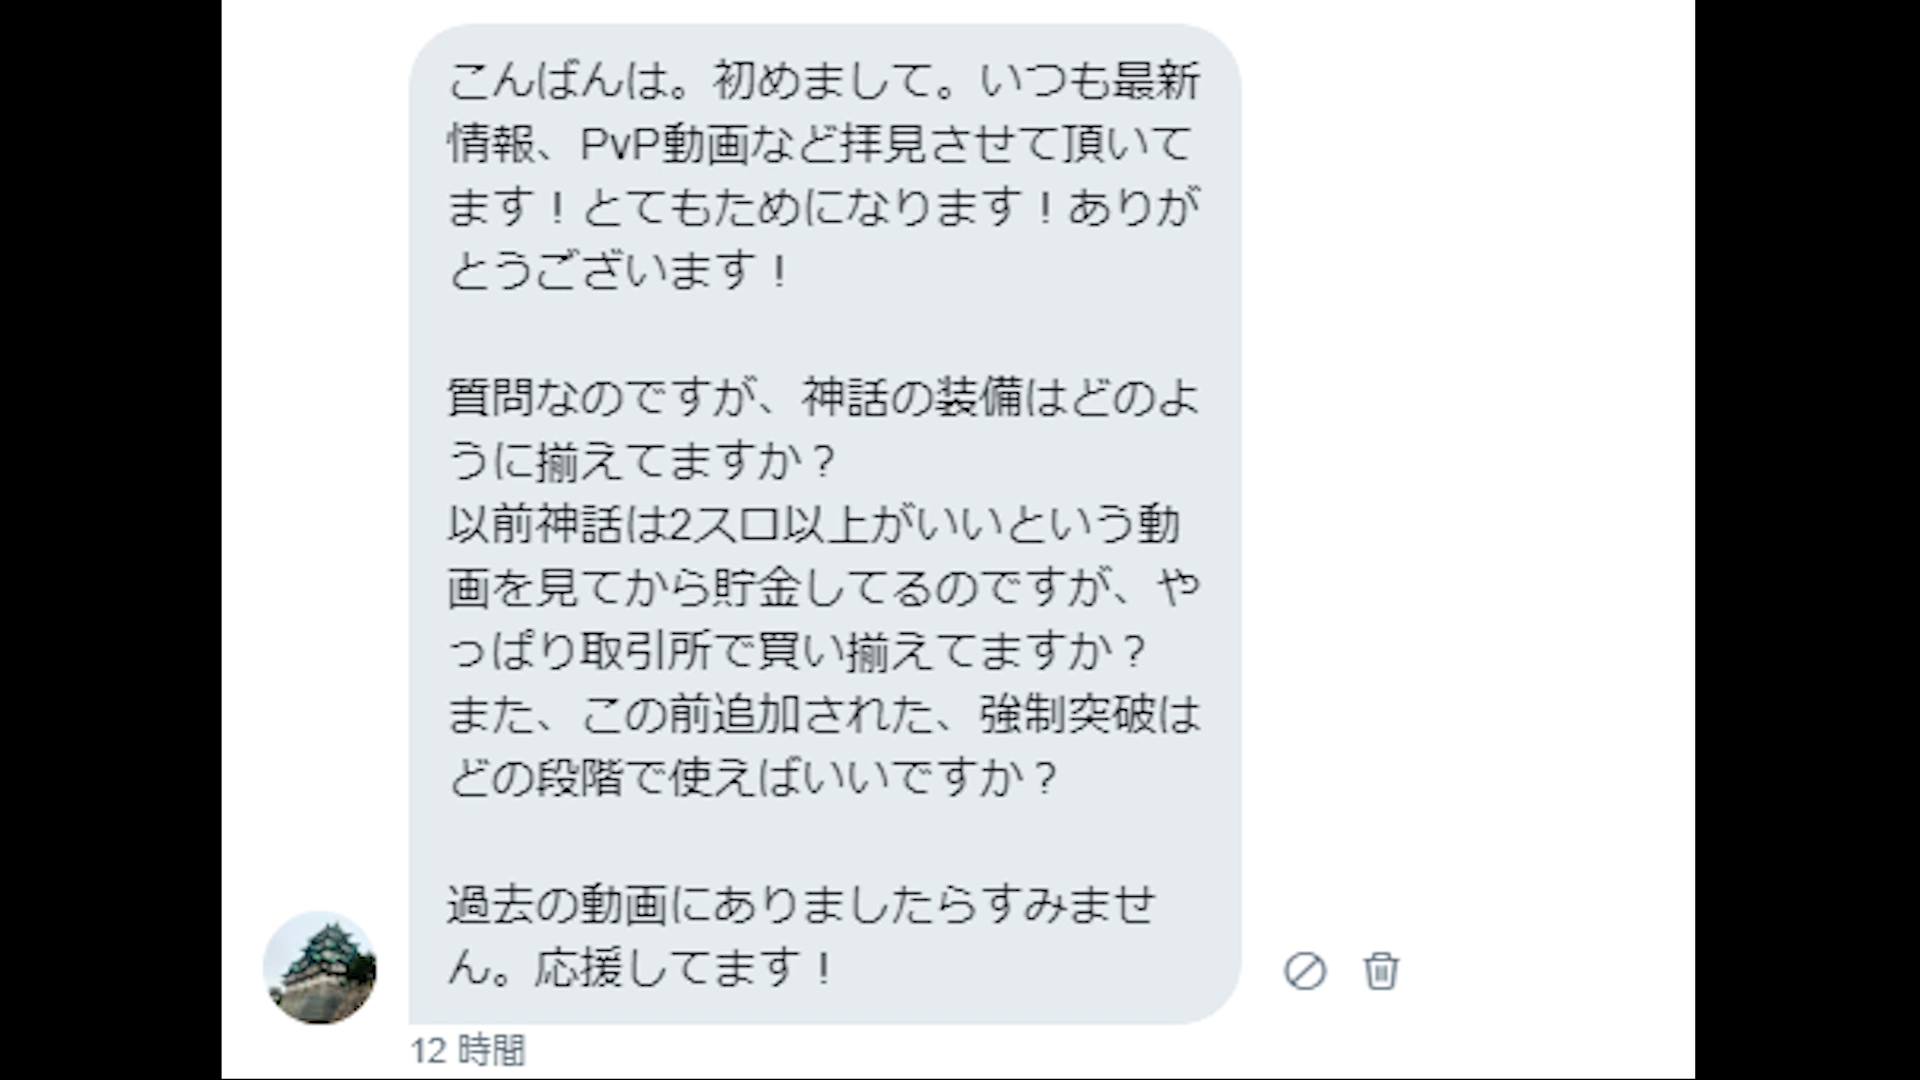 こんばんは。初めまして。いつも最新
情報、PvP動画など拝見させて頂いて
ます！とてもためになります！ありが
とうございます！
質問なのですが、神話の装備はどのよ
うに揃えてますか？
以前神話は2スロ以上がいいという動
画を見てから貯金してるのですが、や
っぱり取引所で買い揃えてますか？
また、この前追加された、強制突破は
どの段階で使えばいいですか？
過去の動画にありましたらすみませ
ん。応援してます！
12 時間